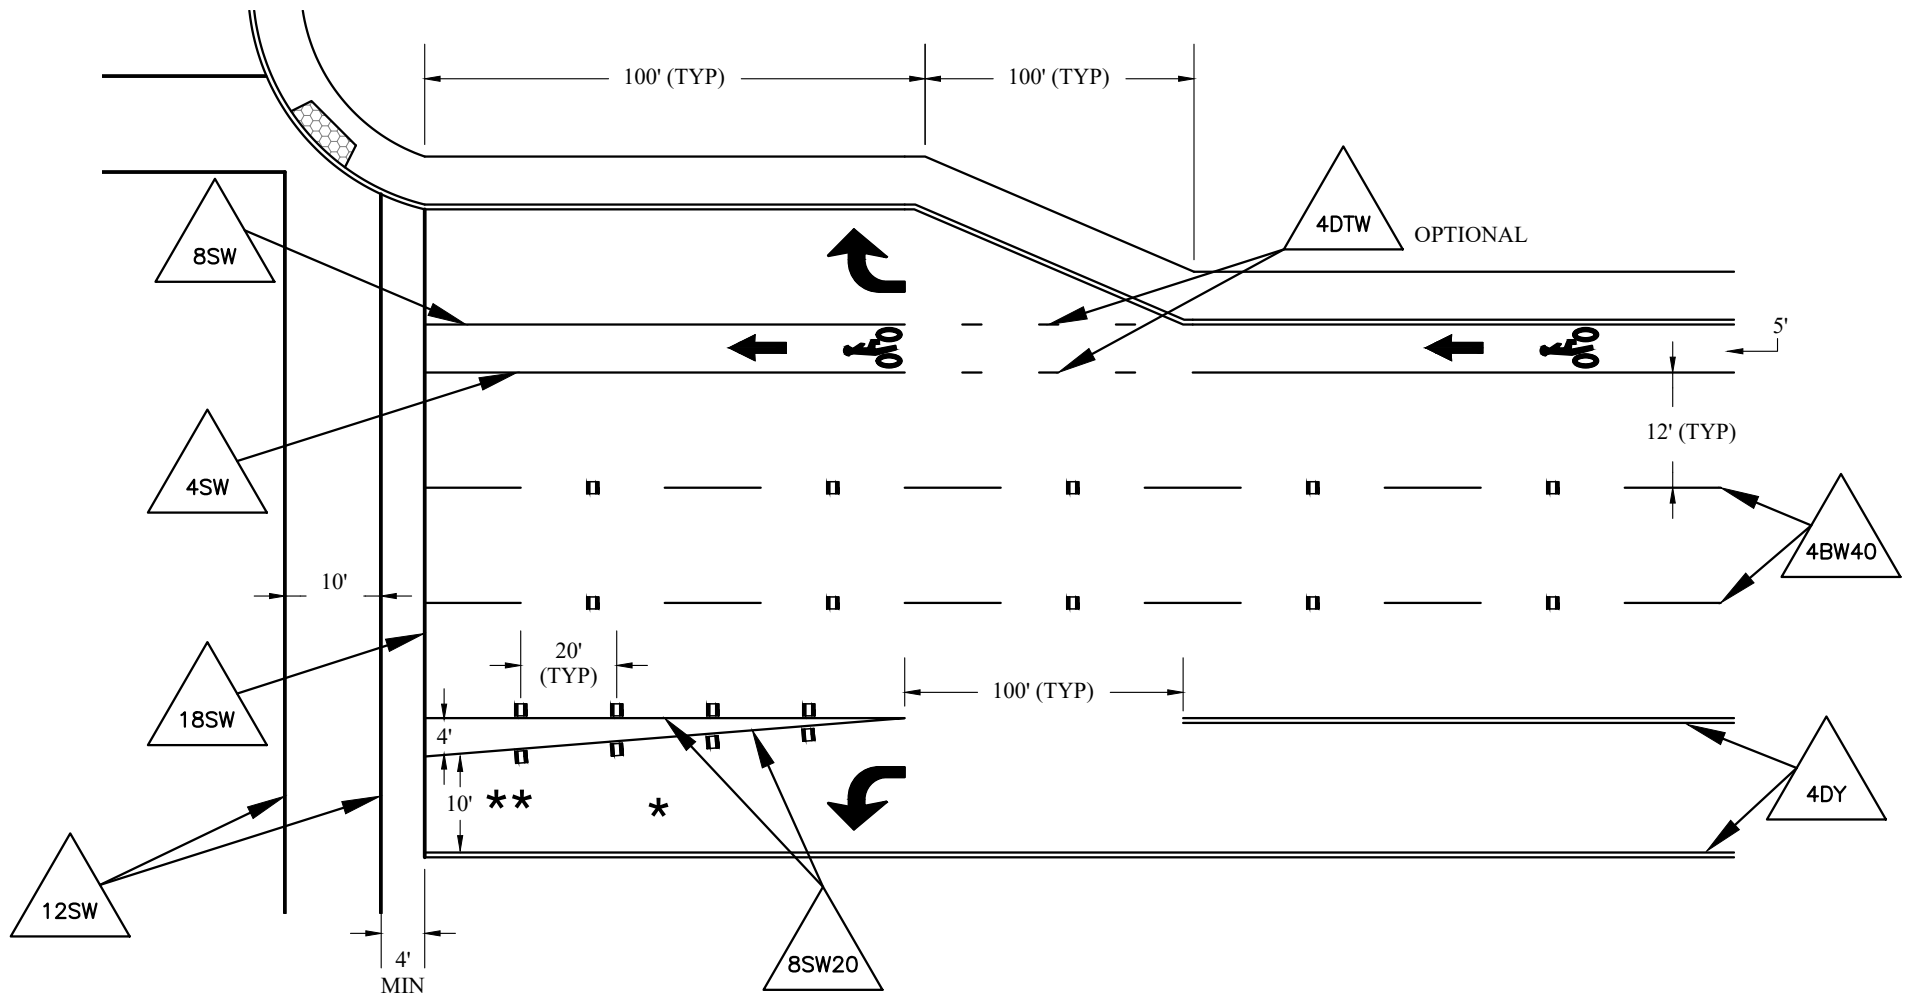 100' (TYP)
100' (TYP)
4DTW
OPTIONAL
8SW
5'
12' (TYP)
4SW
4BW40
10'
20'
(TYP)
100' (TYP)
18SW
4'
10'
**
*
4DY
12SW
8SW20
4'
MIN